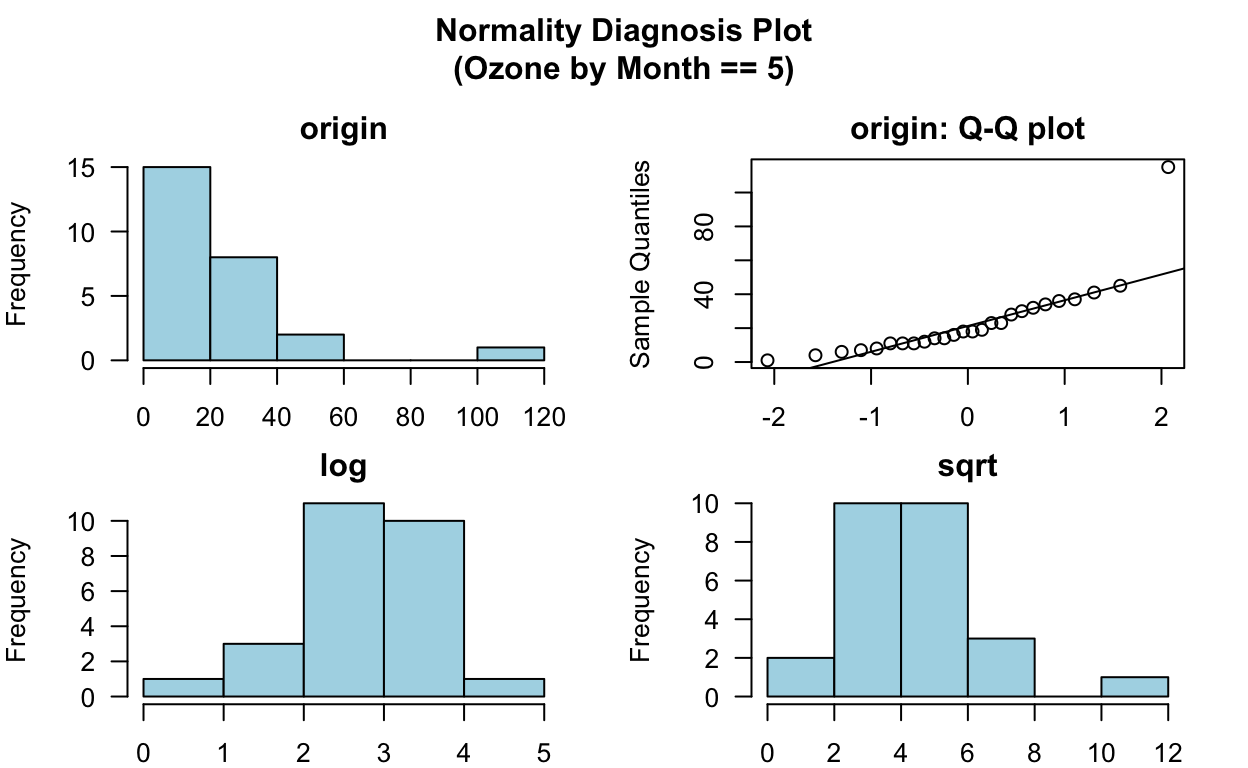 Normality Diagnosis Plot
(Ozone by Month == 5)
origin
Frequency
15
10
5
0
0 20 40 60 80 100 120
origin: Q-Q plot
Sample Quantiles
80
40
0
-2 -1 0 1 2
log
Frequency
10
8
6
4
2
0
0 1 2 3 4 5
sqrt
Frequency
10
8
6
4
2
0
0 2 4 6 8 10 12